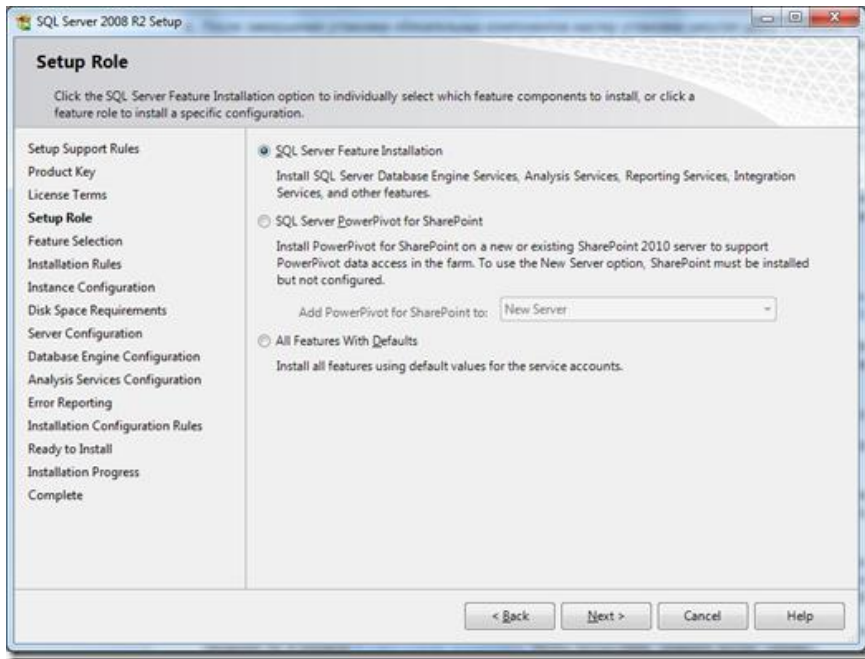 SQL Server 2008 R2 Setup
Setup Role
Click the SQL Server Feature Installation option to individually select which feature components to install, or click a
feature role to install a specific configuration.
Setup Support Rules
Product Key
License Terms
Setup Role
Feature Selection
Installation Rules
Instance Configuration
Disk Space Requirements
Server Configuration
Database Engine Configuration
Analysis Services Configuration
Error Reporting
Installation Configuration Rules
Ready to Install
Installation Progress
Complete
SQL Server Feature Installation
Install SQL Server Database Engine Services, Analysis Services, Reporting Services, Integration
Services, and other features.
SQL Server PowerPivot for SharePoint
Install PowerPivot for SharePoint on a new or existing SharePoint 2010 server to support
PowerPivot data access in the farm. To use the New Server option, SharePoint must be installed
but not configured.
Add PowerPivot for SharePoint to: New Server
All Features With Defaults
Install all features using default values for the service accounts.
< Back Next > Cancel Help